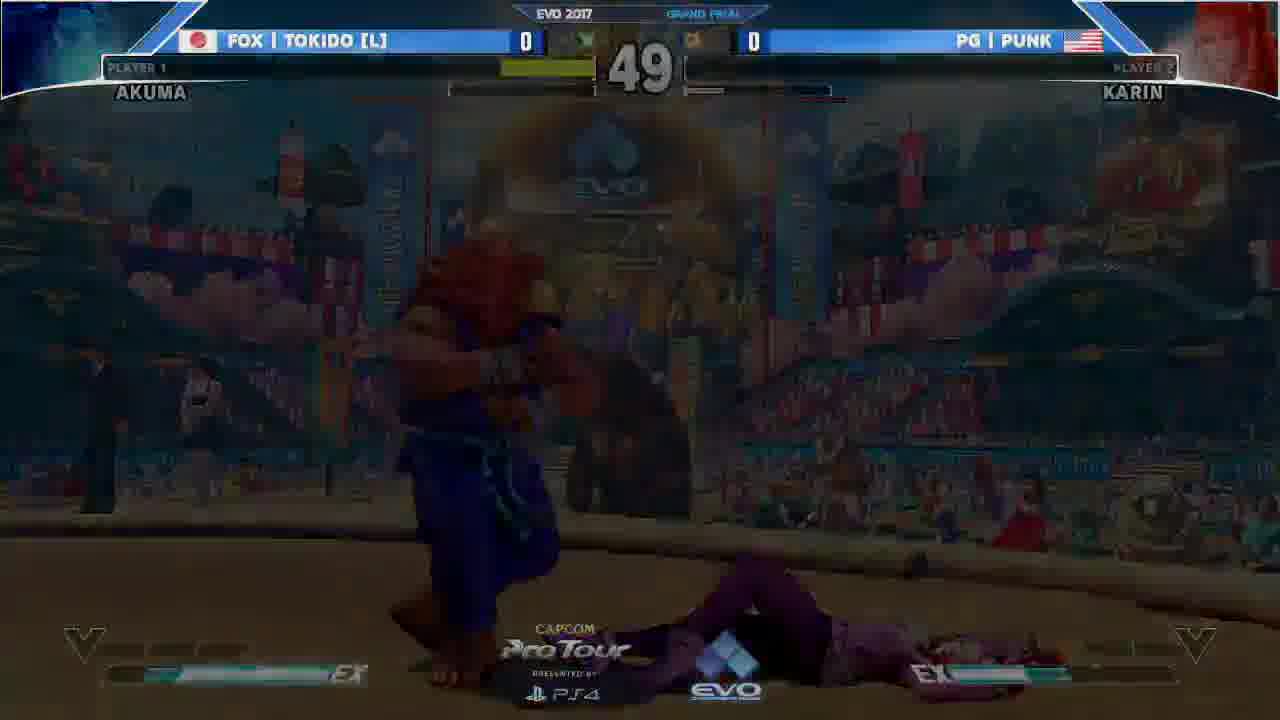 EVO 2017 GRAND FINAL
FOX | TOKIDO [L] 0 0 PG | PUNK
PLAYER 1 49 PLAYER 2
AKUMA KARIN
EVO
CAPCOM
Pro Tour
PRESENTED BY
PS4
EVO
EX EX